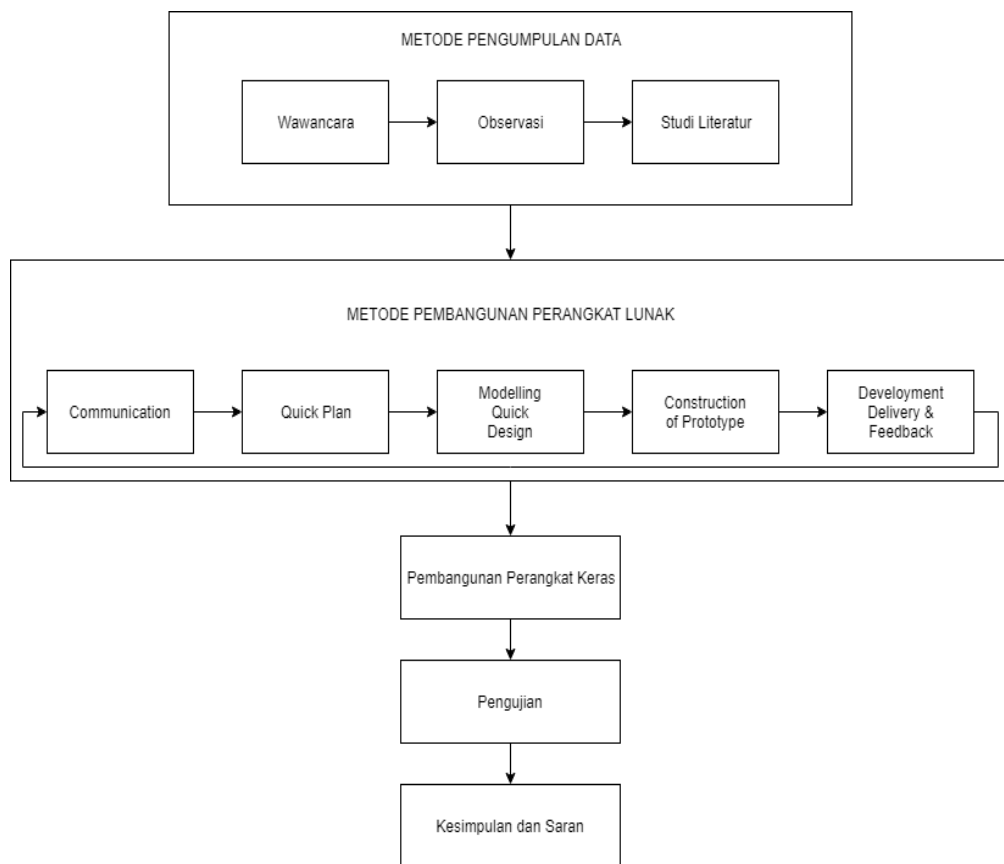 METODE PENGUMPULAN DATA
Wawancara
Observasi
Studi Literatur
METODE PEMBANGUNAN PERANGKAT LUNAK
Communication
Quick Plan
Modelling
Quick
Design
Construction
of Prototype
Develoyment
Delivery &
Feedback
Pembangunan Perangkat Keras
Pengujian
Kesimpulan dan Saran